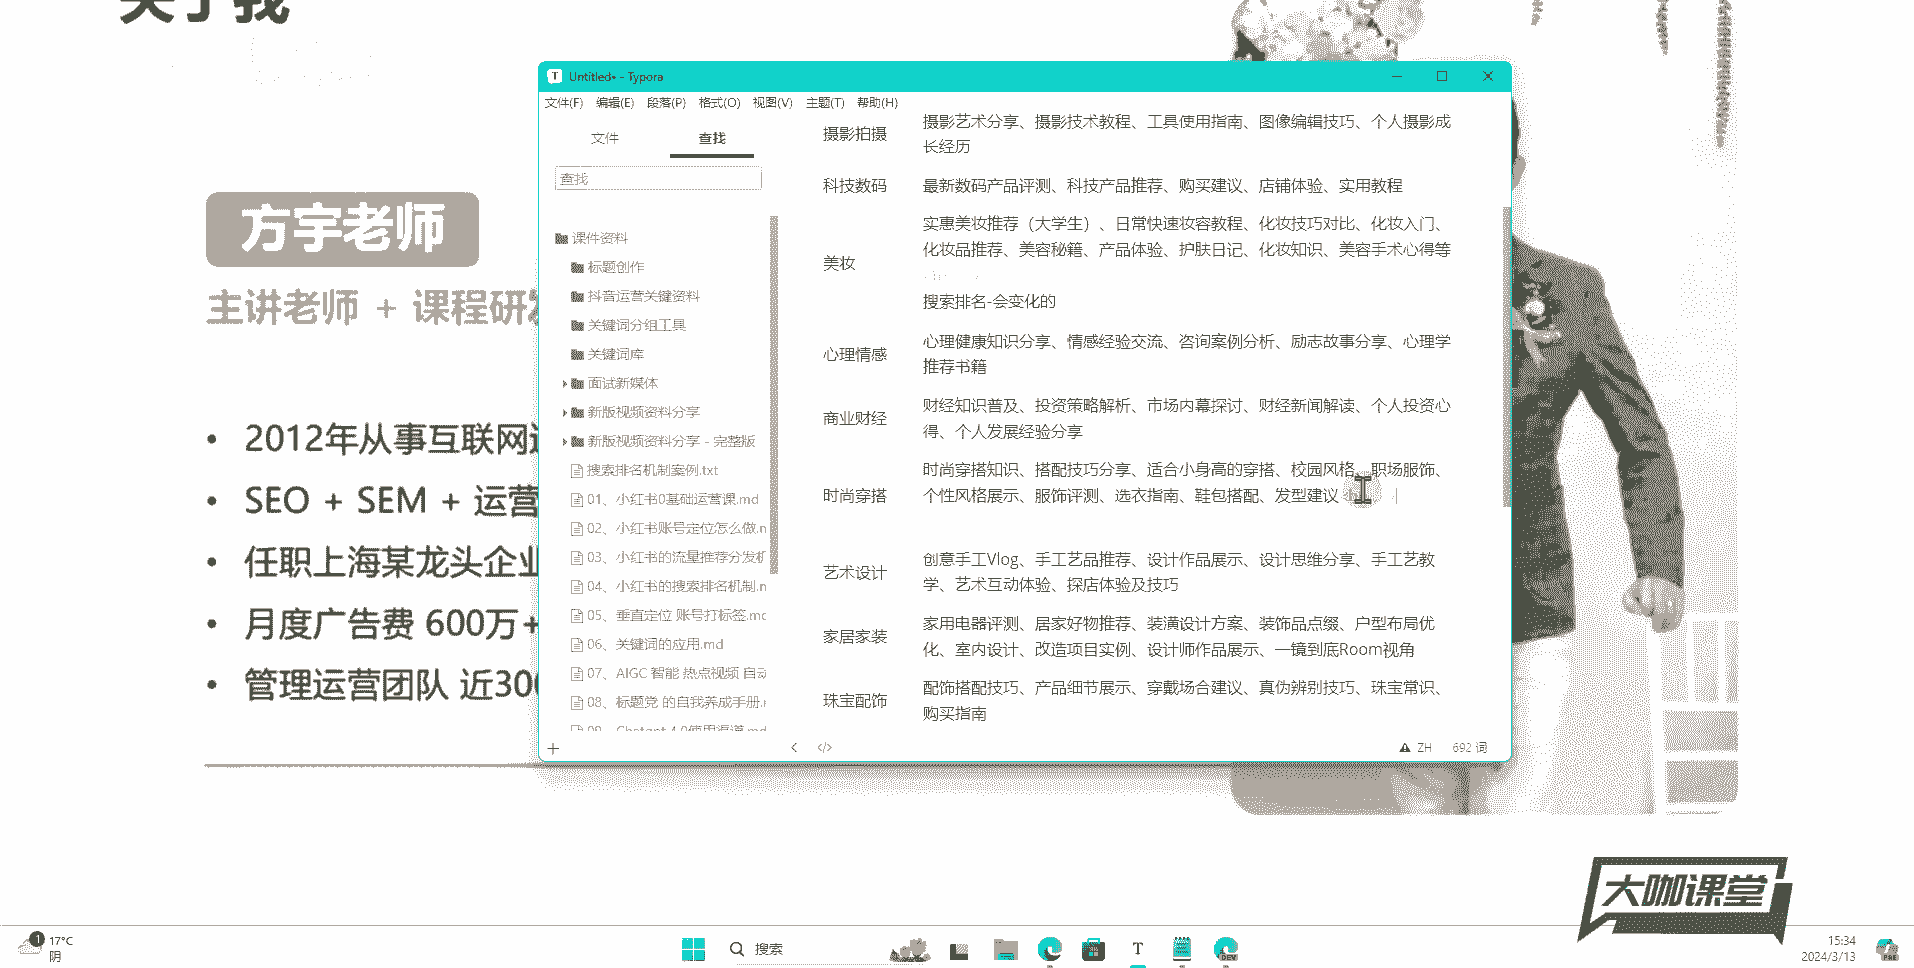 关于我
方宇老师
主讲老师 + 课程研发
• 2012年从事互联网
• SEO + SEM + 运营
• 任职上海某龙头企业
• 月度广告费 600万+
• 管理运营团队 近300
Untitled• - Typora
文件(F) 编辑(E) 段落(P) 格式(O) 视图(V) 主题(T) 帮助(H)
文件 查找
查找
课件资料
标题创作
抖音运营关键资料
关键词分组工具
关键词库
面试新媒体
新版视频资料分享
新版视频资料分享 - 完整版
搜索排名机制案例.txt
01、小红书0基础运营课.md
02、小红书账号定位怎么做.m
03、小红书的流量推荐分发机
04、小红书的搜索排名机制.m
05、垂直定位 账号打标签.md
06、关键词的应用.md
07、AIGC 智能 热点视频 自动
08、标题党 的自我养成手册.m
摄影拍摄
摄影艺术分享、摄影技术教程、工具使用指南、图像编辑技巧、个人摄影成
长经历
科技数码
最新数码产品评测、科技产品推荐、购买建议、店铺体验、实用教程
美妆
实惠美妆推荐（大学生）、日常快速妆容教程、化妆技巧对比、化妆入门、
化妆品推荐、美容秘籍、产品体验、护肤日记、化妆知识、美容手术心得等
搜索排名-会变化的
心理情感
心理健康知识分享、情感经验交流、咨询案例分析、励志故事分享、心理学
推荐书籍
商业财经
财经知识普及、投资策略解析、市场内幕探讨、财经新闻解读、个人投资心
得、个人发展经验分享
时尚穿搭
时尚穿搭知识、搭配技巧分享、适合小身高的穿搭、校园风格、职场服饰、
个性风格展示、服饰评测、选衣指南、鞋包搭配、发型建议
艺术设计
创意手工Vlog、手工艺品推荐、设计作品展示、设计思维分享、手工艺教
学、艺术互动体验、探店体验及技巧
家居家装
家用电器评测、居家好物推荐、装潢设计方案、装饰品点缀、户型布局优
化、室内设计、改造项目实例、设计师作品展示、一镜到底Room视角
珠宝配饰
配饰搭配技巧、产品细节展示、穿戴场合建议、真伪辨别技巧、珠宝常识、
购买指南
ZH 692 词
大咖课堂
1 17°C
阴
搜索
T
DEV
15:34
2024/3/13
PRE